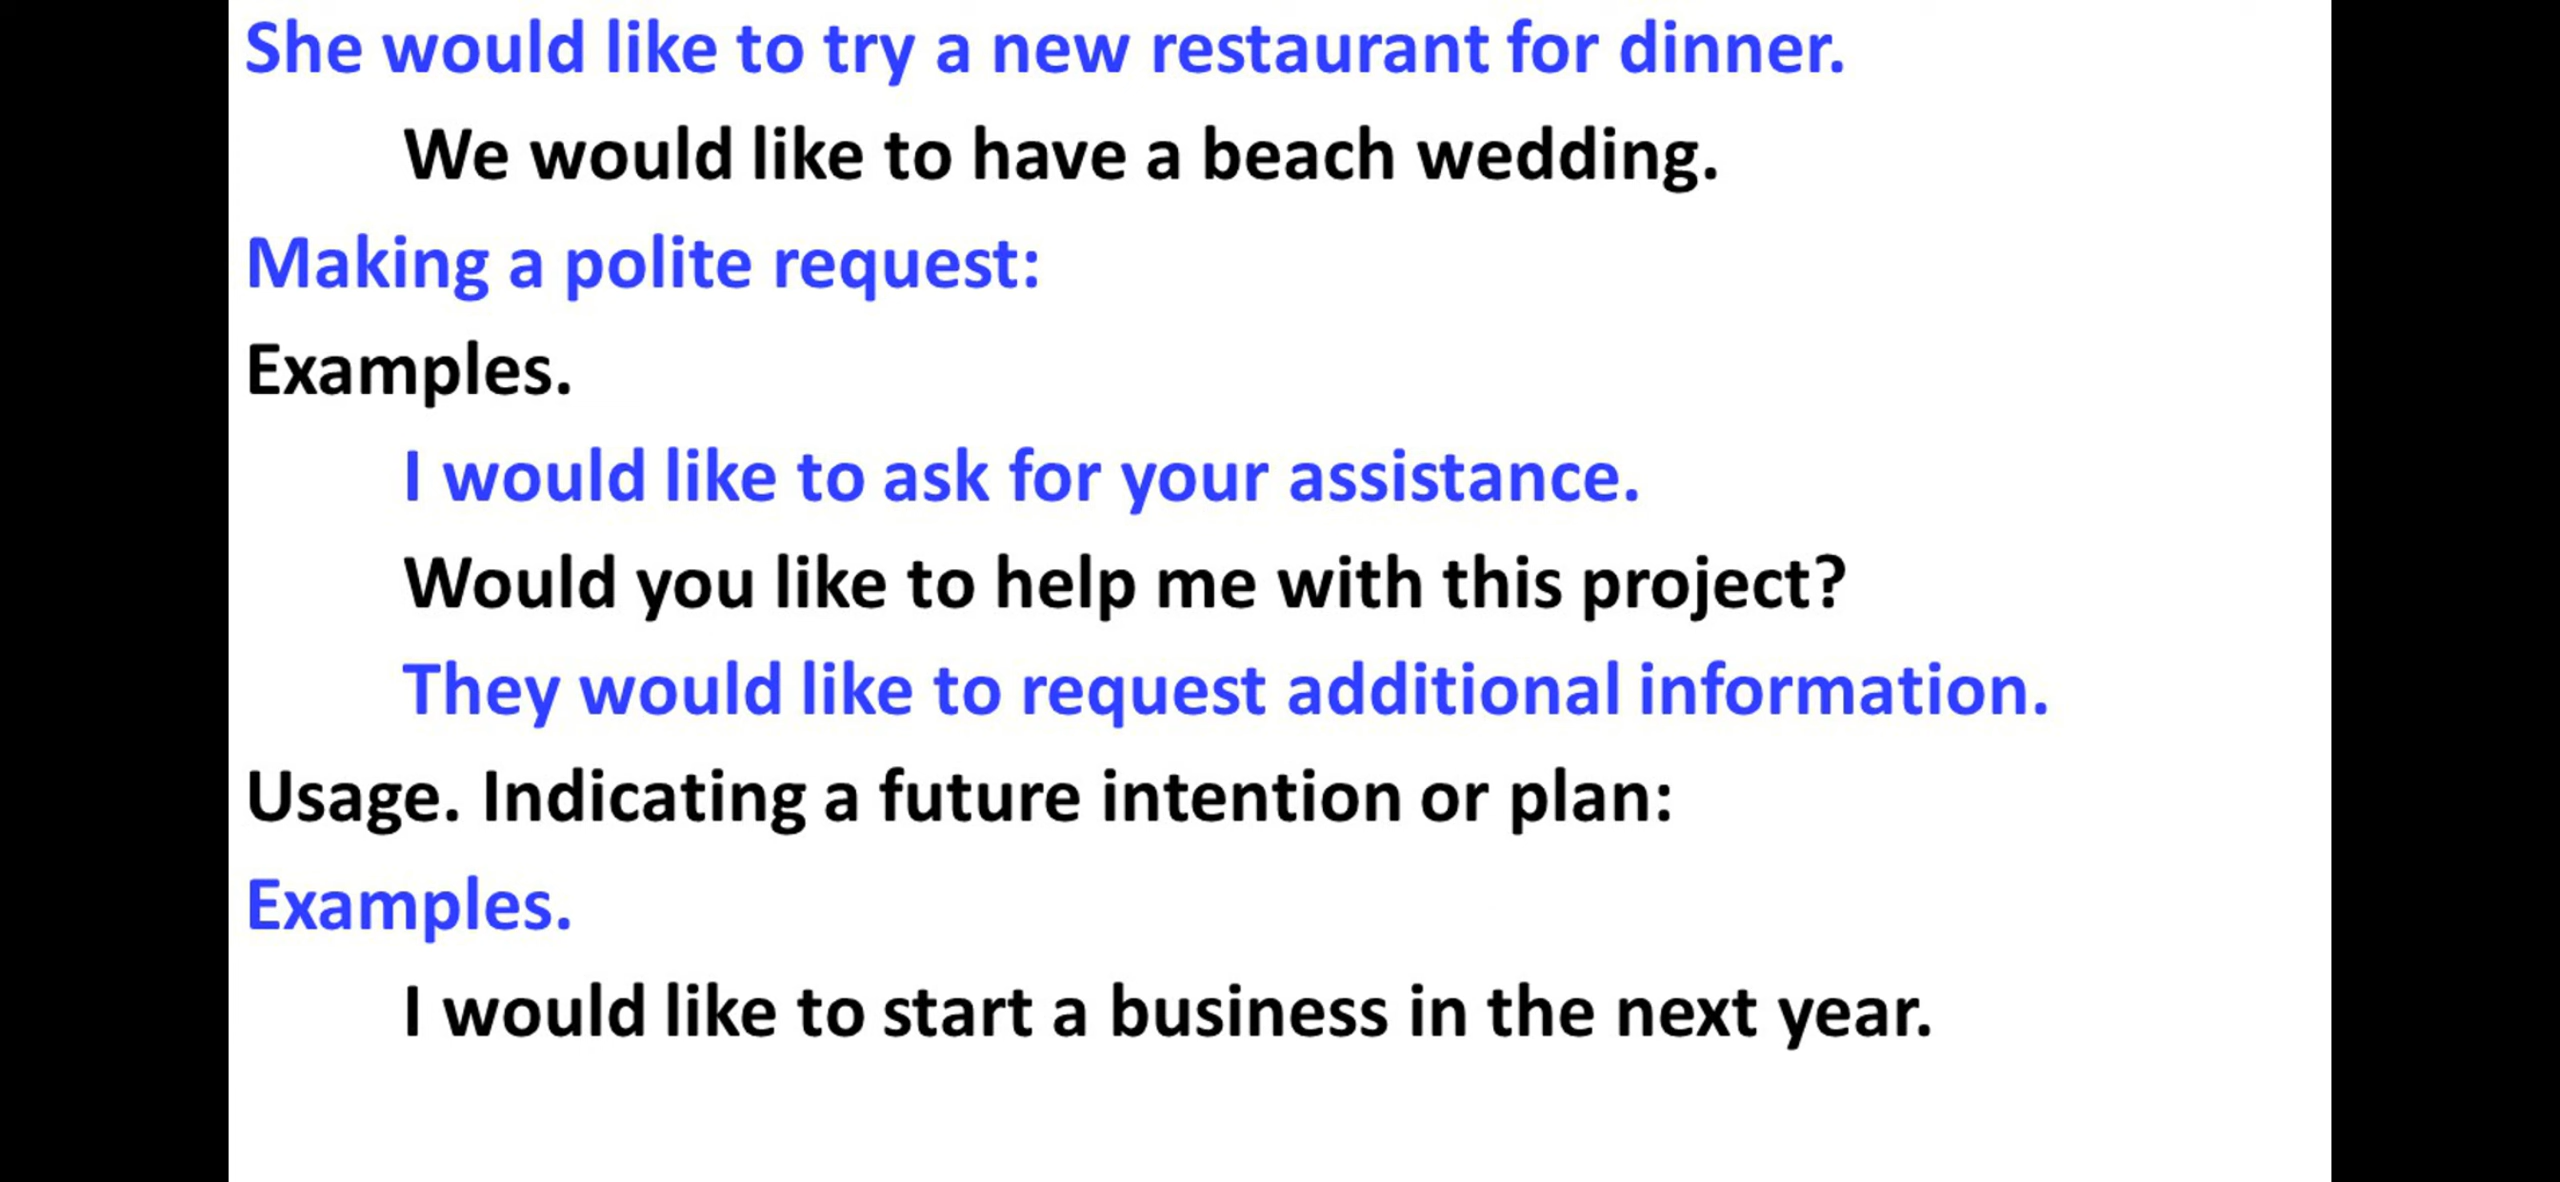 She would like to try a new restaurant for dinner.
We would like to have a beach wedding.
Making a polite request:
Examples.
I would like to ask for your assistance.
Would you like to help me with this project?
They would like to request additional information.
Usage. Indicating a future intention or plan:
Examples.
I would like to start a business in the next year.